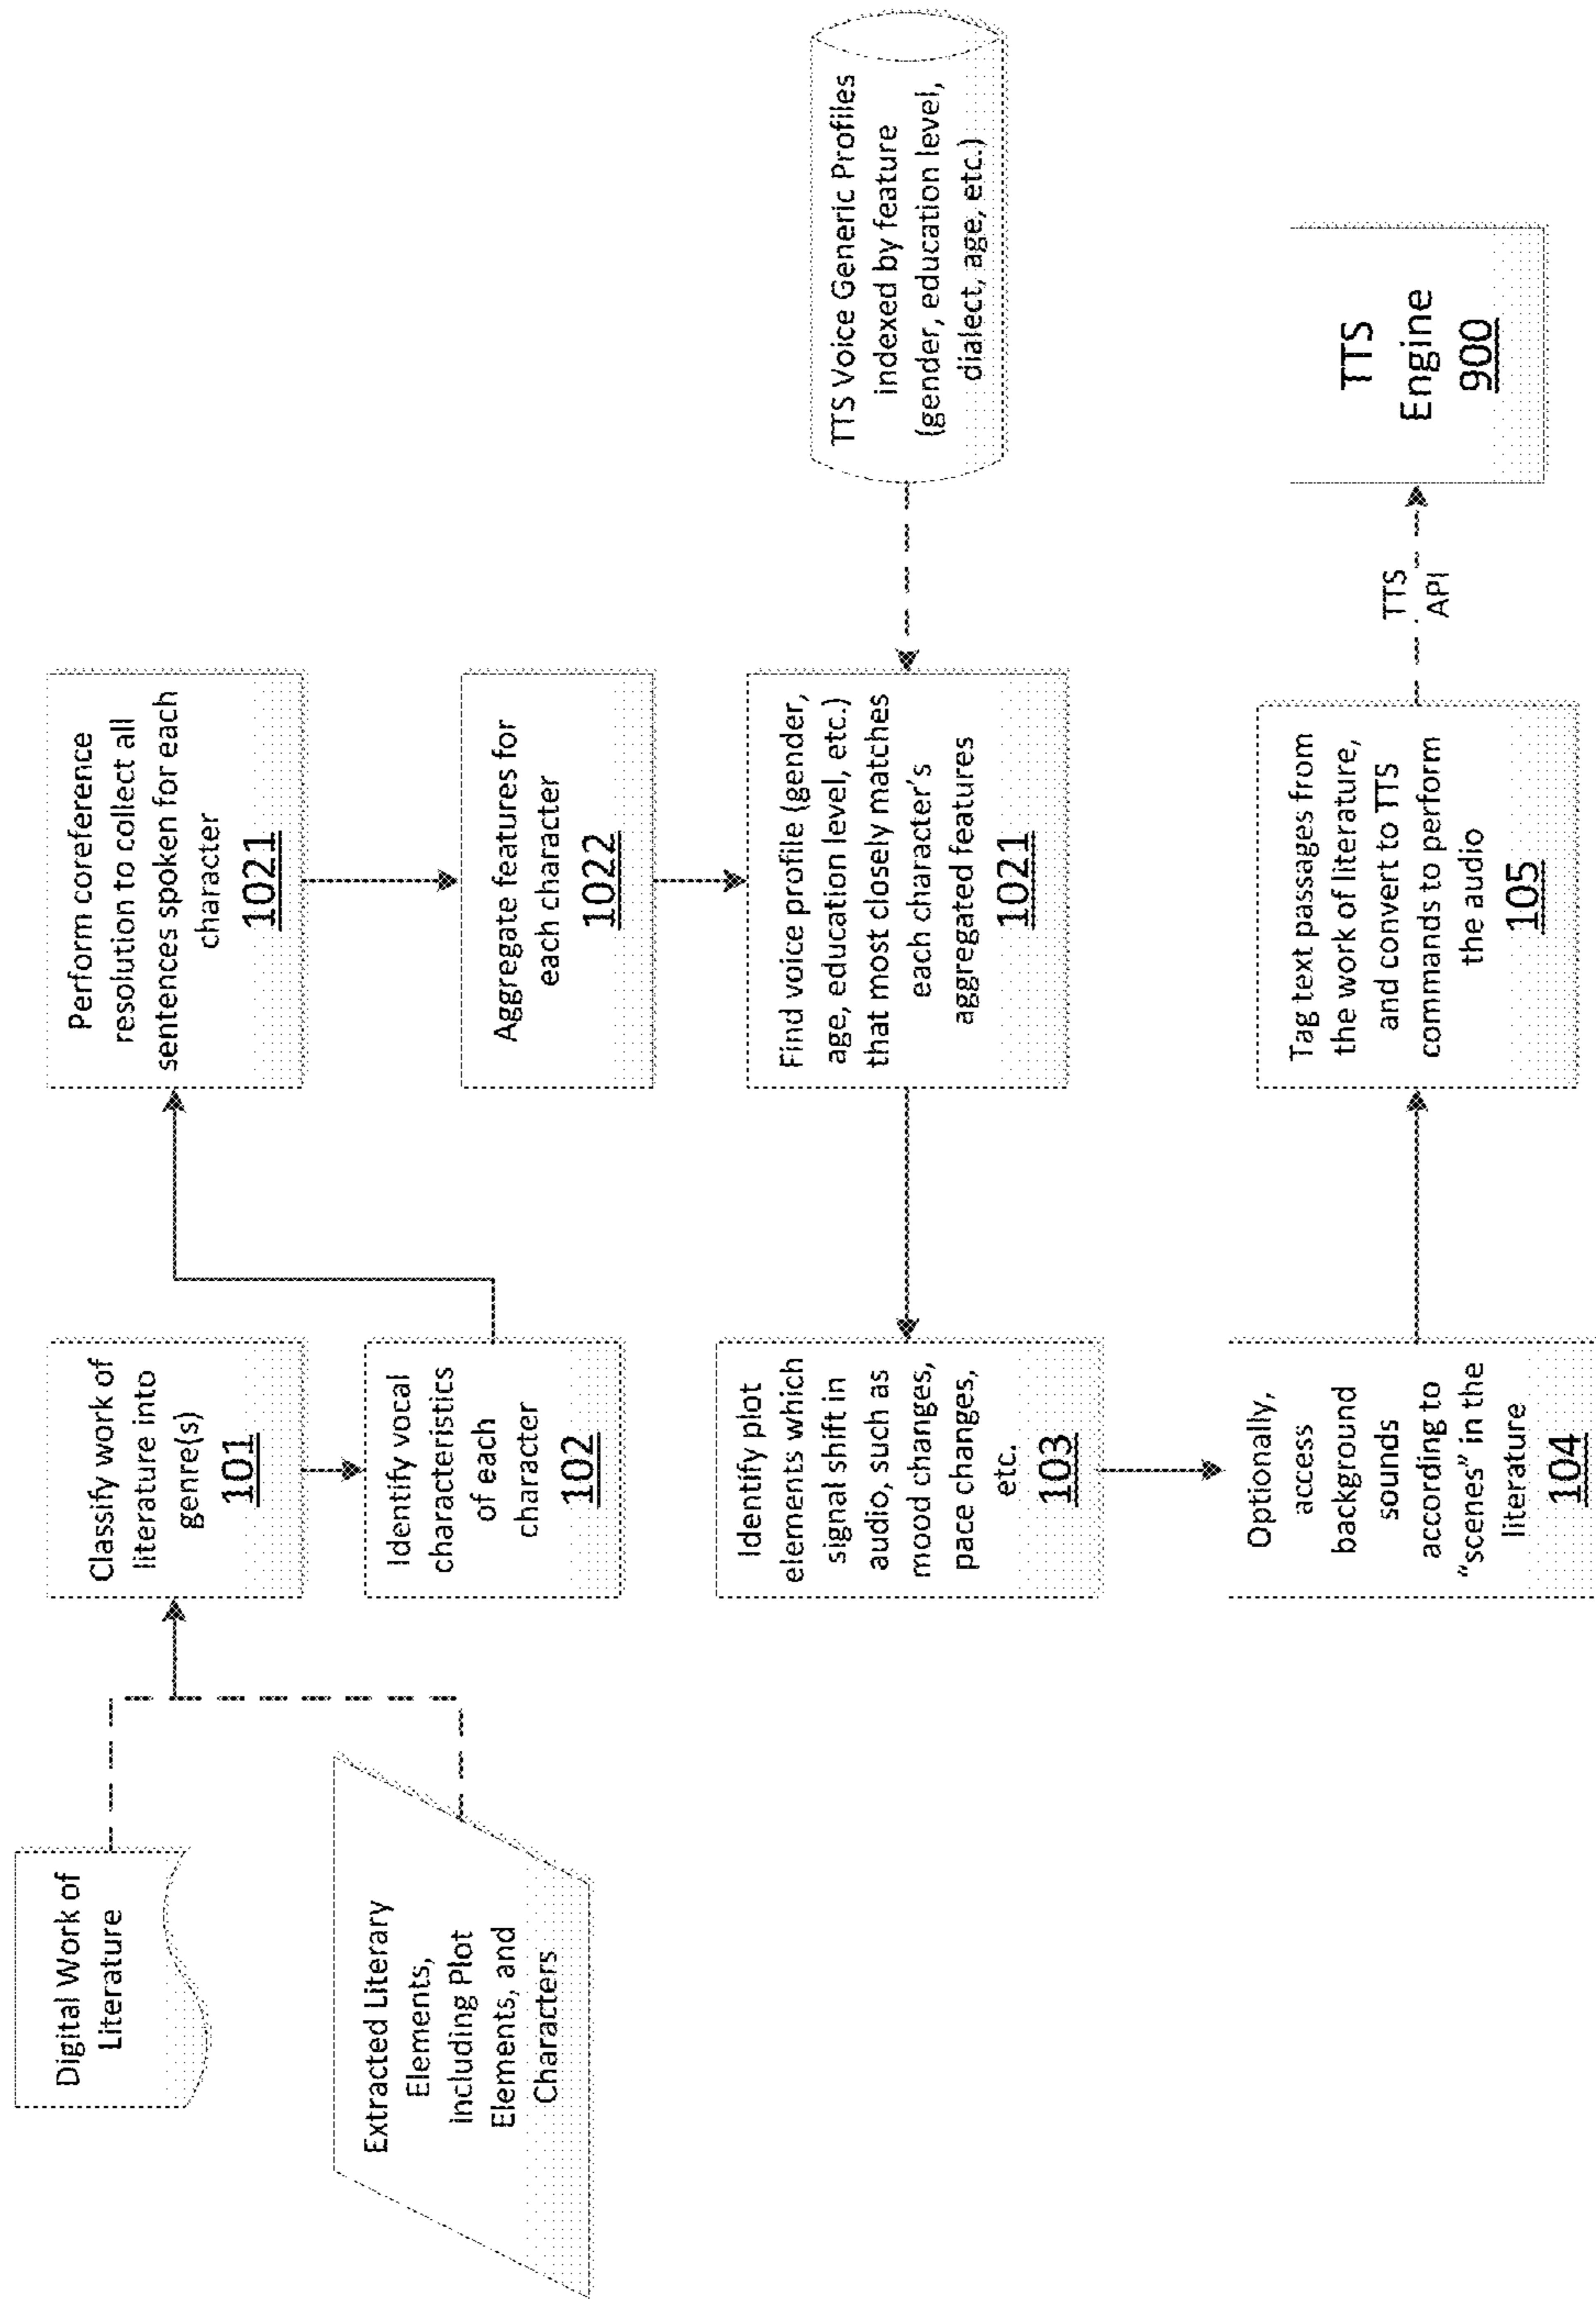 Digital Work of
Literature
Extracted Literary
Elements,
including Plot
Elements, and
Characters
Classify work of
literature into
genre(s)
101
Identify vocal
characteristics
of each
character
102
Perform coreference
resolution to collect all
sentences spoken for each
character
1021
Aggregate features for
each character
1022
Find voice profile (gender,
age, education level, etc.)
that most closely matches
each character's
aggregated features
1021
TTS Voice Generic Profiles
indexed by feature
(gender, education level,
dialect, age, etc.)
Identify plot
elements which
signal shift in
audio, such as
mood changes,
pace changes,
etc.
103
Optionally,
access
background
sounds
according to
“scenes” in the
literature
104
Tag text passages from
the work of literature,
and convert to TTS
commands to perform
the audio
105
TTS
API
TTS
Engine
900